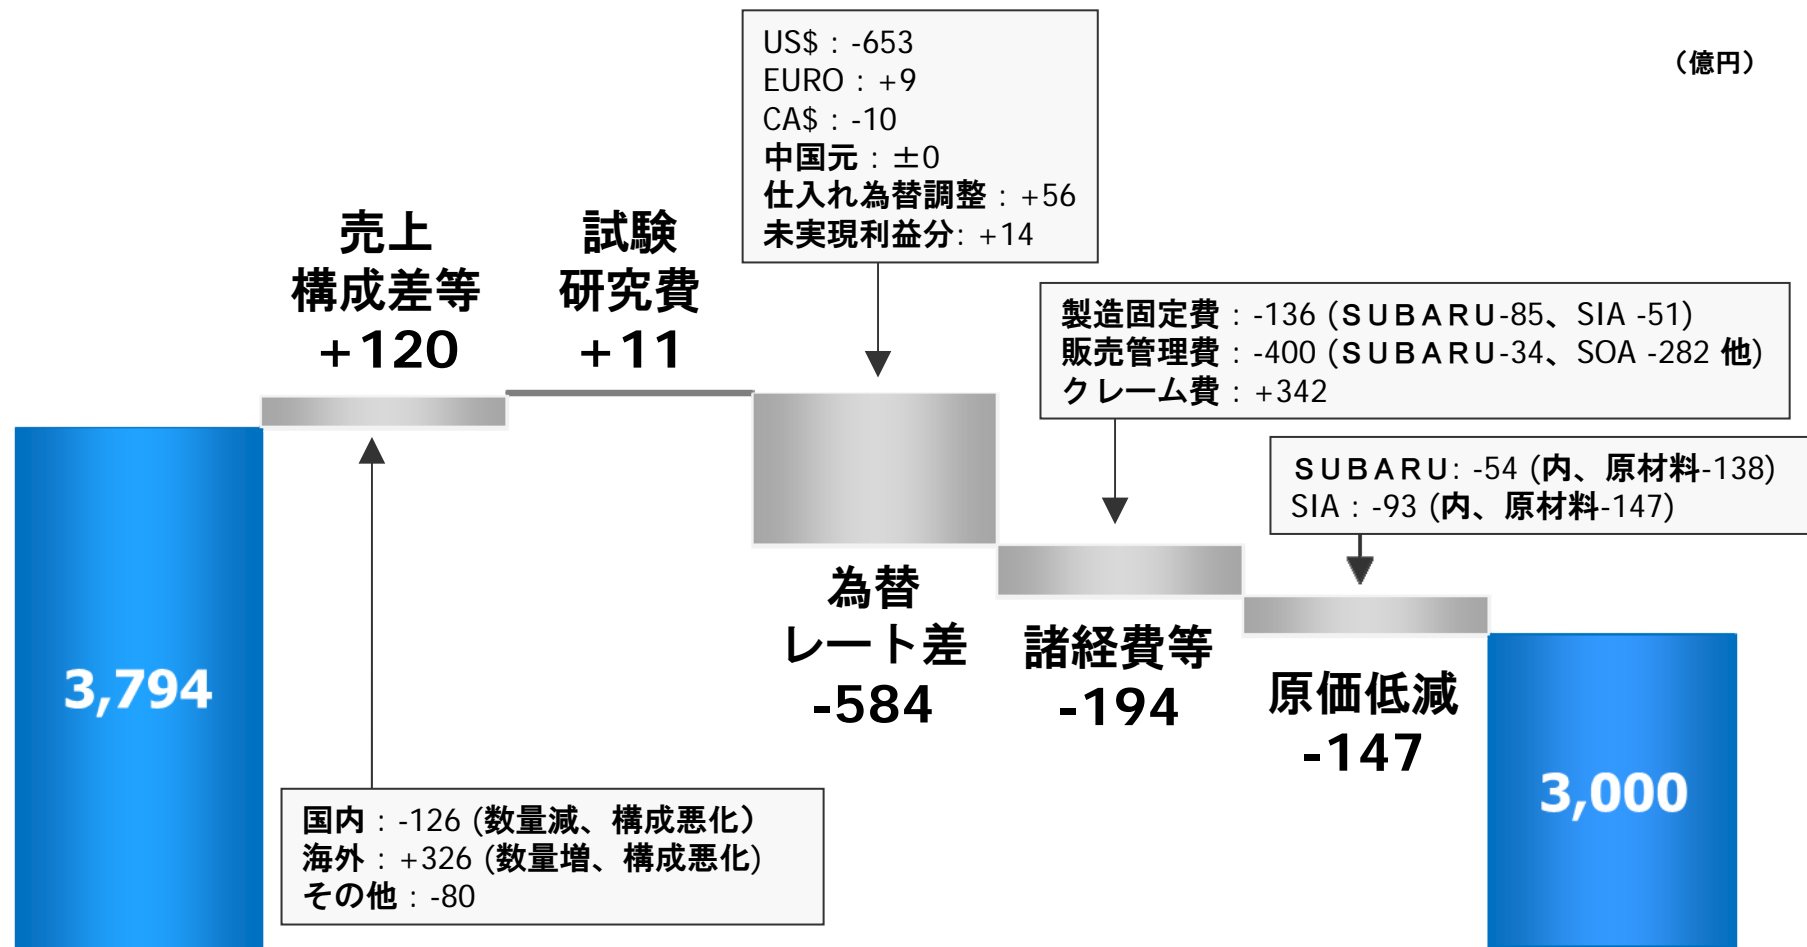 （億円）
US$ : -653
EURO : +9
CA$ : -10
中国元 : ±0
仕入れ為替調整 : +56
未実現利益分: +14
売上
構成差等
+120
試験
研究費
+11
製造固定費 : -136 (ＳＵＢＡＲＵ-85、SIA -51)
販売管理費 : -400 (ＳＵＢＡＲＵ-34、SOA -282 他)
クレーム費 : +342
ＳＵＢＡＲＵ: -54 (内、原材料-138)
SIA : -93 (内、原材料-147)
為替
レート差
-584
諸経費等
-194
原価低減
-147
3,794
3,000
国内 : -126 (数量減、構成悪化）
海外 : +326 (数量増、構成悪化)
その他 : -80